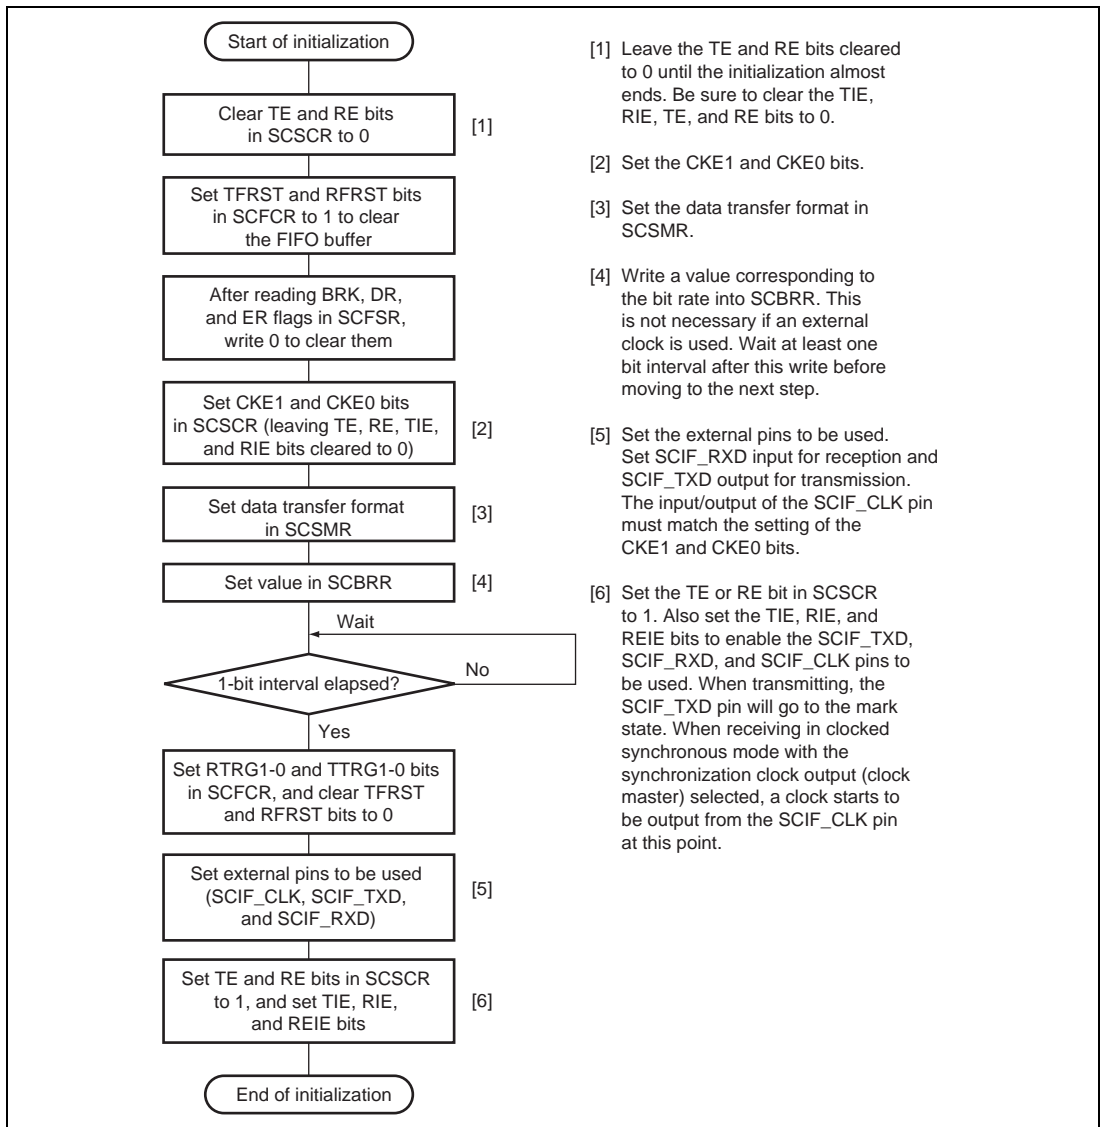 Start of initialization
Clear TE and RE bits
in SCSCR to 0
[1]
Set TFRST and RFRST bits
in SCFCR to 1 to clear
the FIFO buffer
After reading BRK, DR,
and ER flags in SCFSR,
write 0 to clear them
Set CKE1 and CKE0 bits
in SCSCR (leaving TE, RE, TIE,
and RIE bits cleared to 0)
[2]
Set data transfer format
in SCSMR
[3]
Set value in SCBRR
[4]
Wait
1-bit interval elapsed?
No
Yes
Set RTRG1-0 and TTRG1-0 bits
in SCFCR, and clear TFRST
and RFRST bits to 0
Set external pins to be used
(SCIF_CLK, SCIF_TXD,
and SCIF_RXD)
[5]
Set TE and RE bits in SCSCR
to 1, and set TIE, RIE,
and REIE bits
[6]
End of initialization
[1] Leave the TE and RE bits cleared
to 0 until the initialization almost
ends. Be sure to clear the TIE,
RIE, TE, and RE bits to 0.
[2] Set the CKE1 and CKE0 bits.
[3] Set the data transfer format in
SCSMR.
[4] Write a value corresponding to
the bit rate into SCBRR. This
is not necessary if an external
clock is used. Wait at least one
bit interval after this write before
moving to the next step.
[5] Set the external pins to be used.
Set SCIF_RXD input for reception and
SCIF_TXD output for transmission.
The input/output of the SCIF_CLK pin
must match the setting of the
CKE1 and CKE0 bits.
[6] Set the TE or RE bit in SCSCR
to 1. Also set the TIE, RIE, and
REIE bits to enable the SCIF_TXD,
SCIF_RXD, and SCIF_CLK pins to
be used. When transmitting, the
SCIF_TXD pin will go to the mark
state. When receiving in clocked
synchronous mode with the
synchronization clock output (clock
master) selected, a clock starts to
be output from the SCIF_CLK pin
at this point.